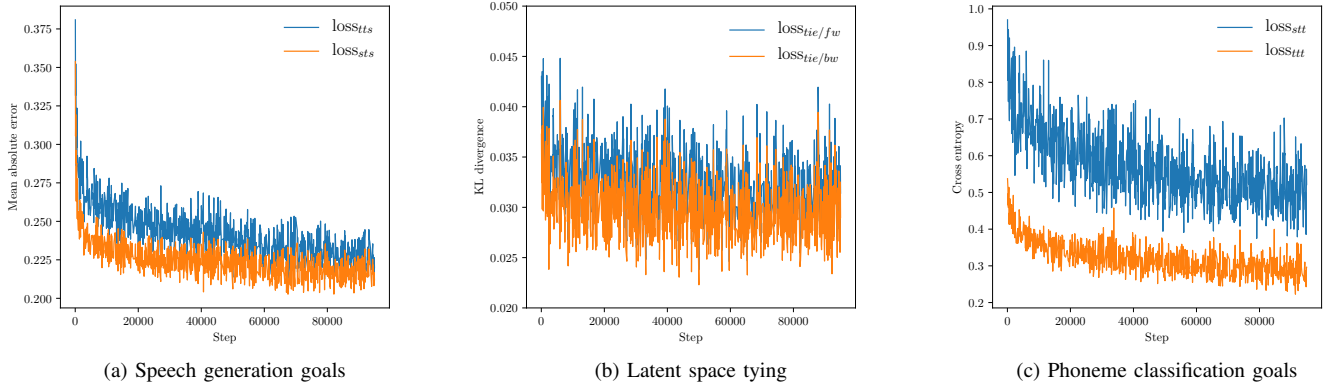 0.375
0.350
0.325
0.300
0.275
0.250
0.225
0.200
Mean absolute error
loss_tts
loss_sts
0
20000
40000
60000
80000
Step
(a) Speech generation goals
0.050
0.045
0.040
0.035
0.030
0.025
0.020
KL divergence
loss_tie/fw
loss_tie/bw
0
20000
40000
60000
80000
Step
(b) Latent space tying
1.0
0.9
0.8
0.7
0.6
0.5
0.4
0.3
0.2
Cross entropy
loss_stt
loss_ttt
0
20000
40000
60000
80000
Step
(c) Phoneme classification goals